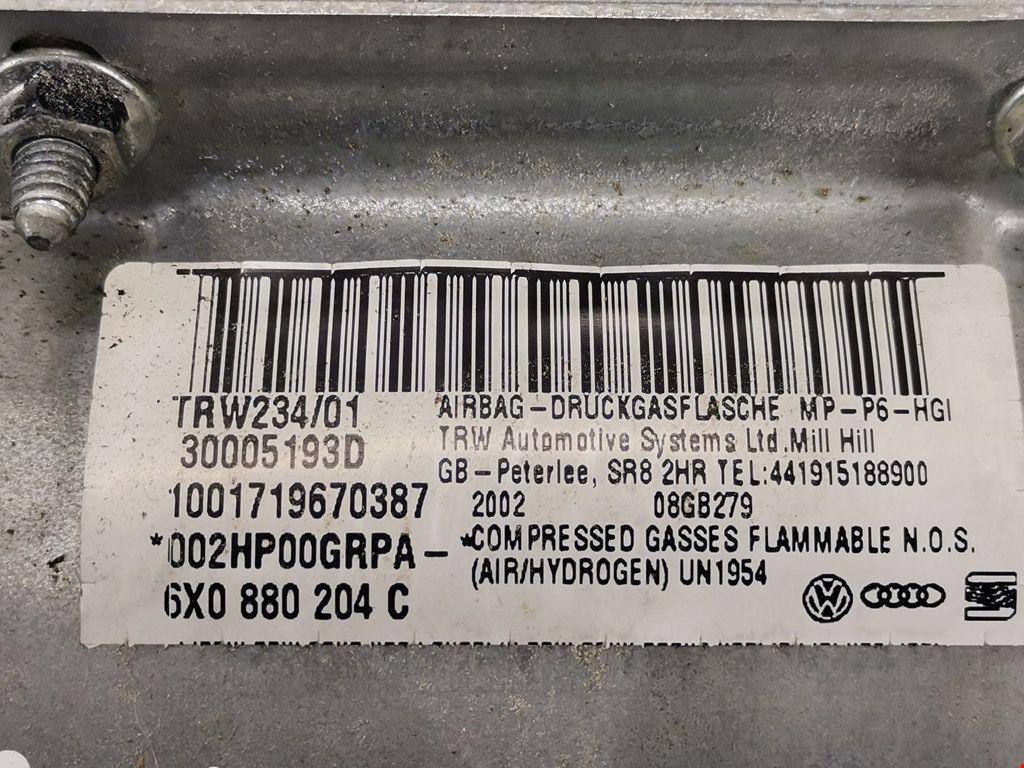 TRW234/01
30005193D
1001719670387
*002HP00GRPA-*
6X0 880 204 C
AIRBAG-DRUCKGASFLASCHE MP-P6-HGI
TRW Automotive Systems Ltd.Mill Hill
GB-Peterlee, SR8 2HR TEL:441915188900
2002 08GB279
COMPRESSED GASSES FLAMMABLE N.O.S.
(AIR/HYDROGEN) UN1954